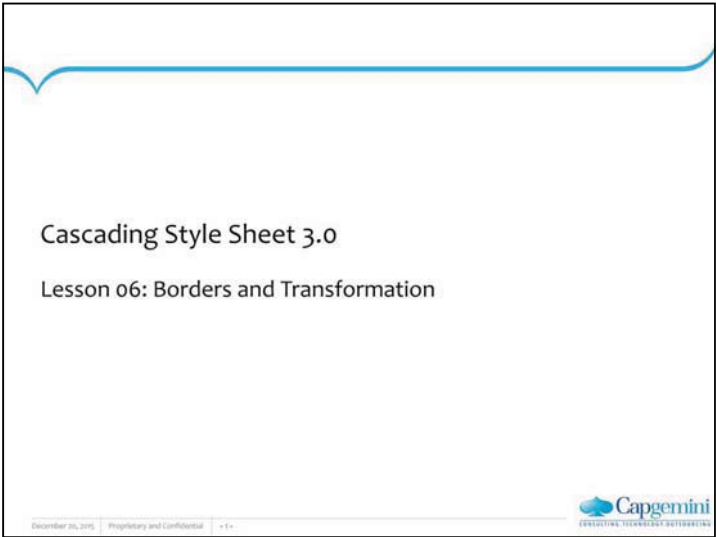 Cascading Style Sheet 3.0
Lesson 06: Borders and Transformation
Capgemini
CONSULTING. TECHNOLOGY. OUTSOURCING
December 20, 2015 Proprietary and Confidential - 1 -